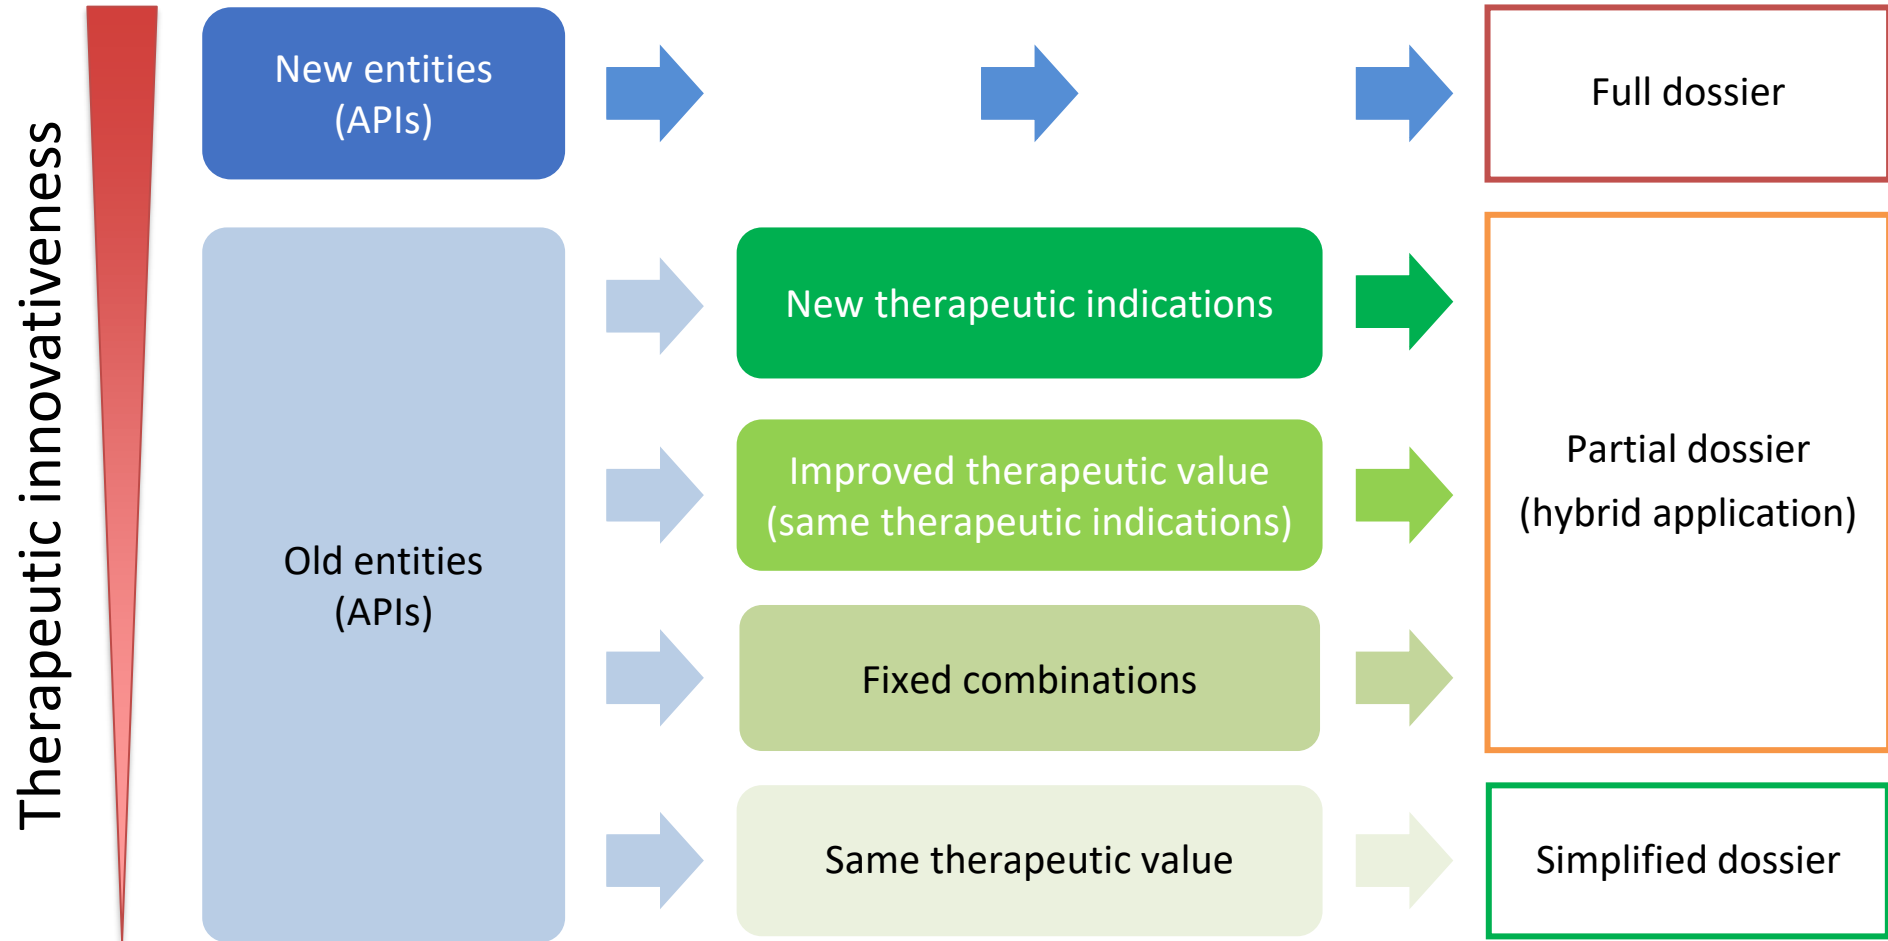 Therapeutic innovativeness
New entities
(APIs)
Full dossier
Old entities
(APIs)
New therapeutic indications
Improved therapeutic value
(same therapeutic indications)
Fixed combinations
Same therapeutic value
Partial dossier
(hybrid application)
Simplified dossier